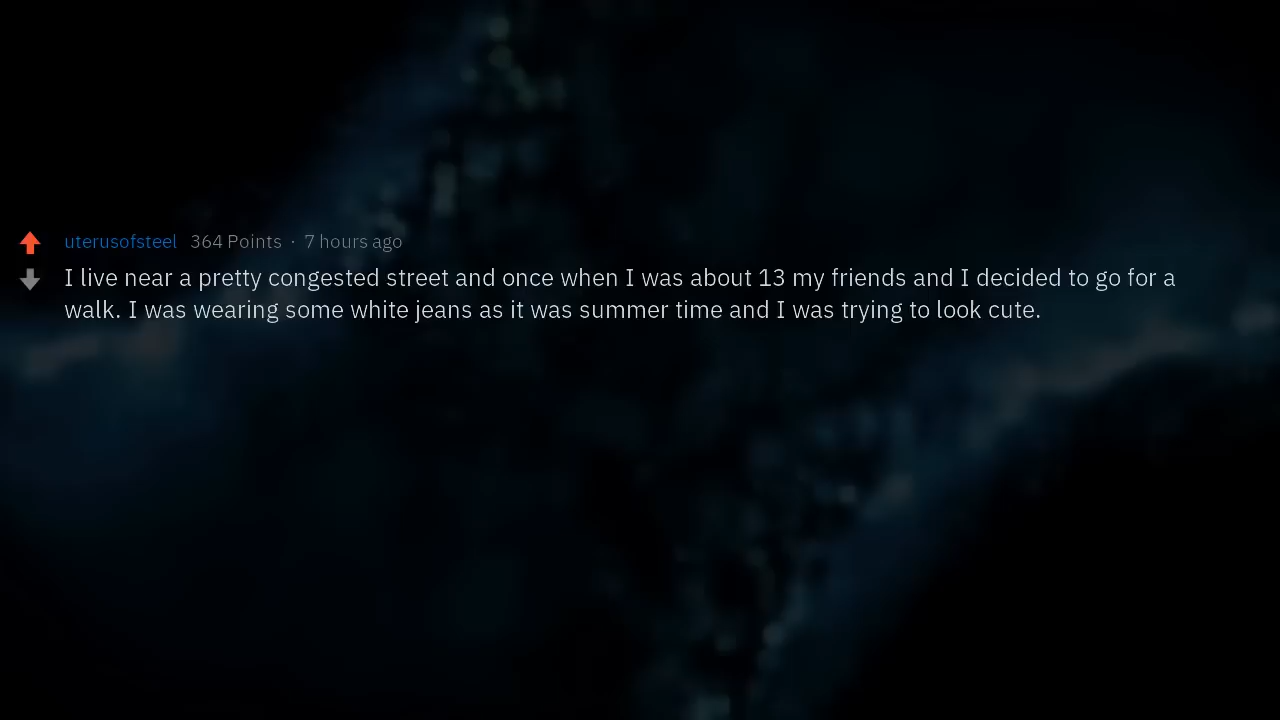 uterusofsteel 364 Points · 7 hours ago
I live near a pretty congested street and once when I was about 13 my friends and I decided to go for a
walk. I was wearing some white jeans as it was summer time and I was trying to look cute.